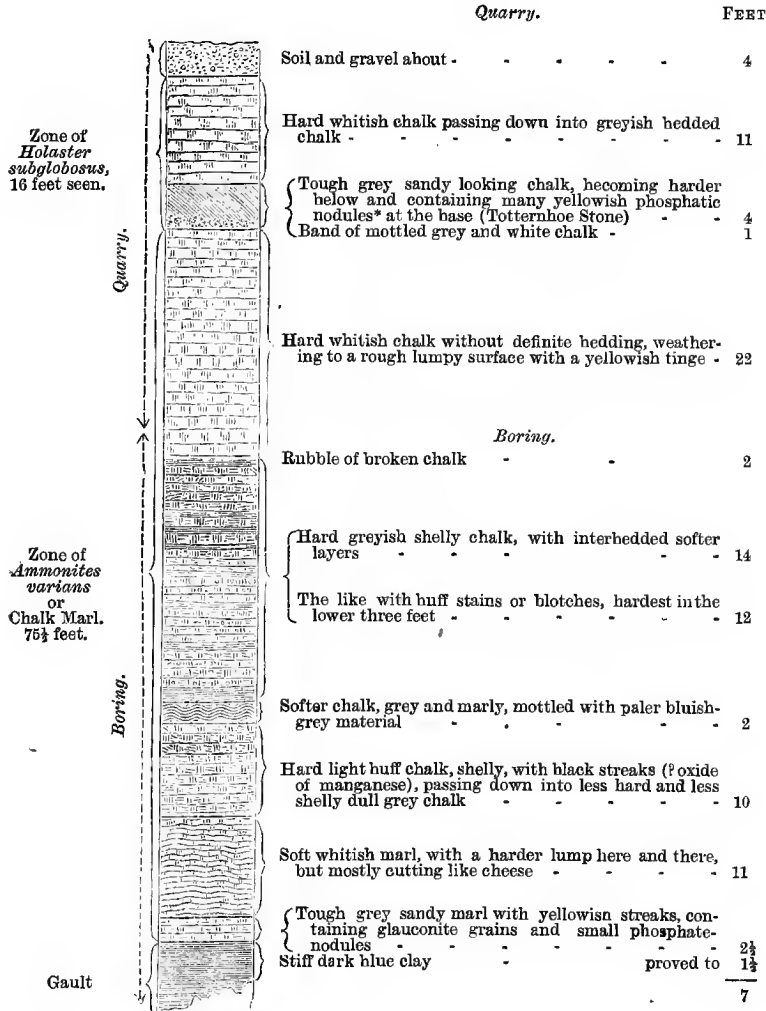 Quarry. FEET
Soil and gravel about - - - - - 4
Zone of
Holaster
subglobosus,
16 feet seen.
Hard whitish chalk passing down into greyish bedded
chalk - - - - - - - 11
Tough grey sandy looking chalk, becoming harder
below and containing many yellowish phosphatic
nodules* at the base (Totternhoe Stone) - - 4
Band of mottled grey and white chalk - 1
Quarry.
Hard whitish chalk without definite bedding, weather-
ing to a rough lumpy surface with a yellowish tinge - 22
Boring.
Rubble of broken chalk - - 2
Zone of
Ammonites
varians
or
Chalk Marl.
75½ feet.
Hard greyish shelly chalk, with interbedded softer
layers - - - - - 14
The like with buff stains or blotches, hardest in the
lower three feet - - - - - - 12
Boring.
Softer chalk, grey and marly, mottled with paler bluish-
grey material - - - - - 2
Hard light buff chalk, shelly, with black streaks (? oxide
of manganese), passing down into less hard and less
shelly dull grey chalk - - - - - 10
Soft whitish marl, with a harder lump here and there,
but mostly cutting like cheese - - - - 11
Tough grey sandy marl with yellowish streaks, con-
taining glauconite grains and small phosphate-
nodules - - - - - - - 2½
Gault
Stiff dark blue clay - proved to 1½
7